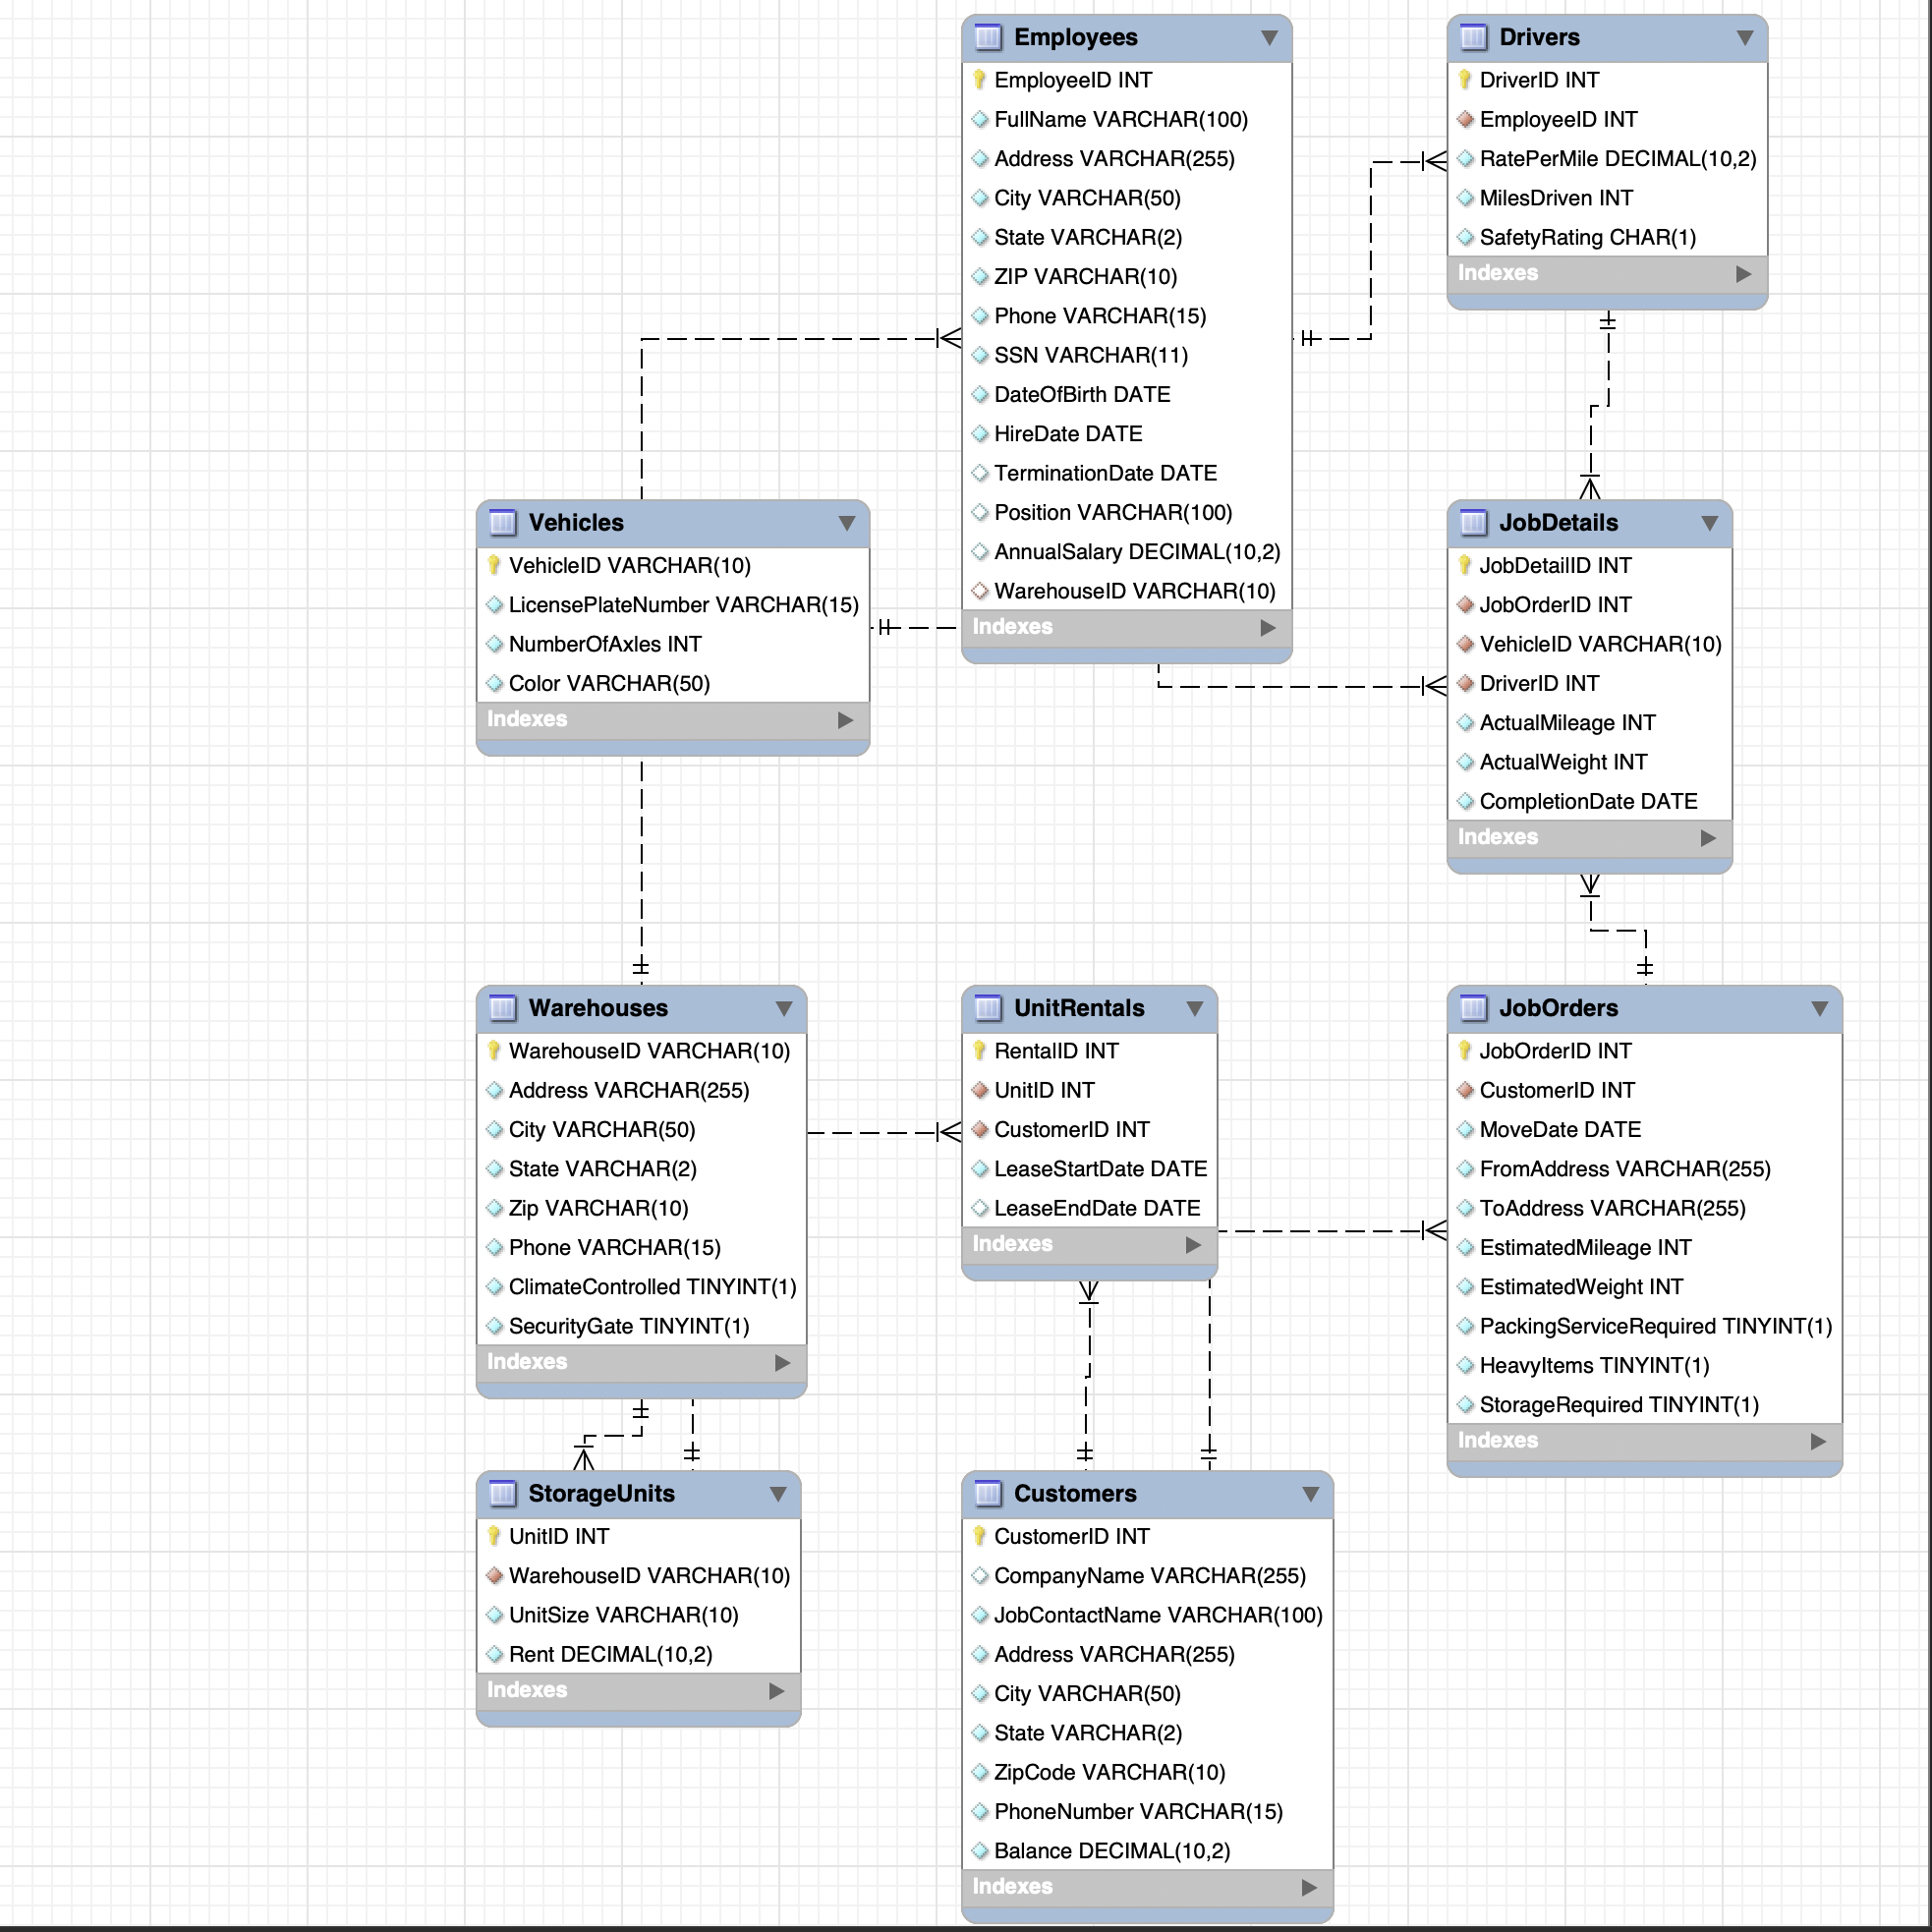 Employees
EmployeeID INT
FullName VARCHAR(100)
Address VARCHAR(255)
City VARCHAR(50)
State VARCHAR(2)
ZIP VARCHAR(10)
Phone VARCHAR(15)
SSN VARCHAR(11)
DateOfBirth DATE
HireDate DATE
TerminationDate DATE
Position VARCHAR(100)
AnnualSalary DECIMAL(10,2)
WarehouseID VARCHAR(10)
Indexes
Drivers
DriverID INT
EmployeeID INT
RatePerMile DECIMAL(10,2)
MilesDriven INT
SafetyRating CHAR(1)
Indexes
Vehicles
VehicleID VARCHAR(10)
LicensePlateNumber VARCHAR(15)
NumberOfAxles INT
Color VARCHAR(50)
Indexes
JobDetails
JobDetailID INT
JobOrderID INT
VehicleID VARCHAR(10)
DriverID INT
ActualMileage INT
ActualWeight INT
CompletionDate DATE
Indexes
Warehouses
WarehouseID VARCHAR(10)
Address VARCHAR(255)
City VARCHAR(50)
State VARCHAR(2)
Zip VARCHAR(10)
Phone VARCHAR(15)
ClimateControlled TINYINT(1)
SecurityGate TINYINT(1)
Indexes
UnitRentals
RentalID INT
UnitID INT
CustomerID INT
LeaseStartDate DATE
LeaseEndDate DATE
Indexes
JobOrders
JobOrderID INT
CustomerID INT
MoveDate DATE
FromAddress VARCHAR(255)
ToAddress VARCHAR(255)
EstimatedMileage INT
EstimatedWeight INT
PackingServiceRequired TINYINT(1)
HeavyItems TINYINT(1)
StorageRequired TINYINT(1)
Indexes
StorageUnits
UnitID INT
WarehouseID VARCHAR(10)
UnitSize VARCHAR(10)
Rent DECIMAL(10,2)
Indexes
Customers
CustomerID INT
CompanyName VARCHAR(255)
JobContactName VARCHAR(100)
Address VARCHAR(255)
City VARCHAR(50)
State VARCHAR(2)
ZipCode VARCHAR(10)
PhoneNumber VARCHAR(15)
Balance DECIMAL(10,2)
Indexes